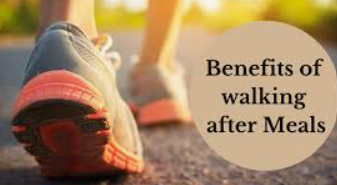 Benefits of
walking
after Meals